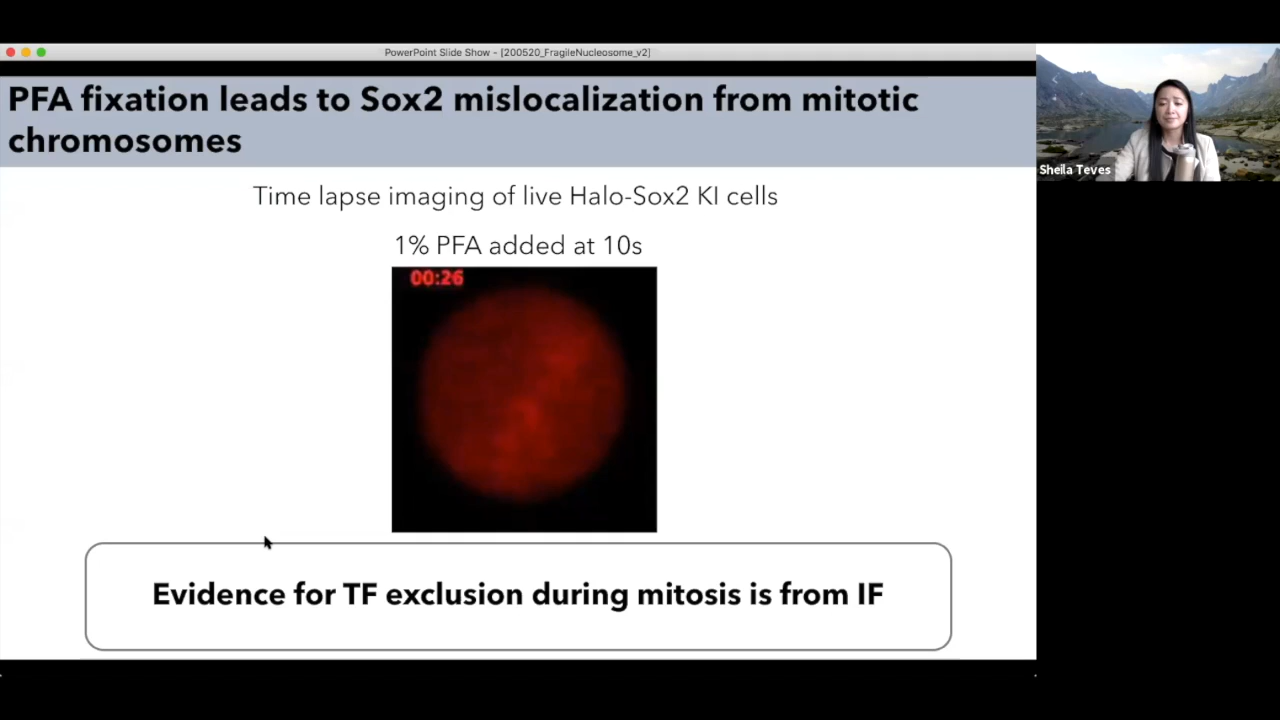 PowerPoint Slide Show - [200520_FragileNucleosome_v2]
PFA fixation leads to Sox2 mislocalization from mitotic
chromosomes
Sheila Teves
Time lapse imaging of live Halo-Sox2 KI cells
1% PFA added at 10s
00:26
Evidence for TF exclusion during mitosis is from IF